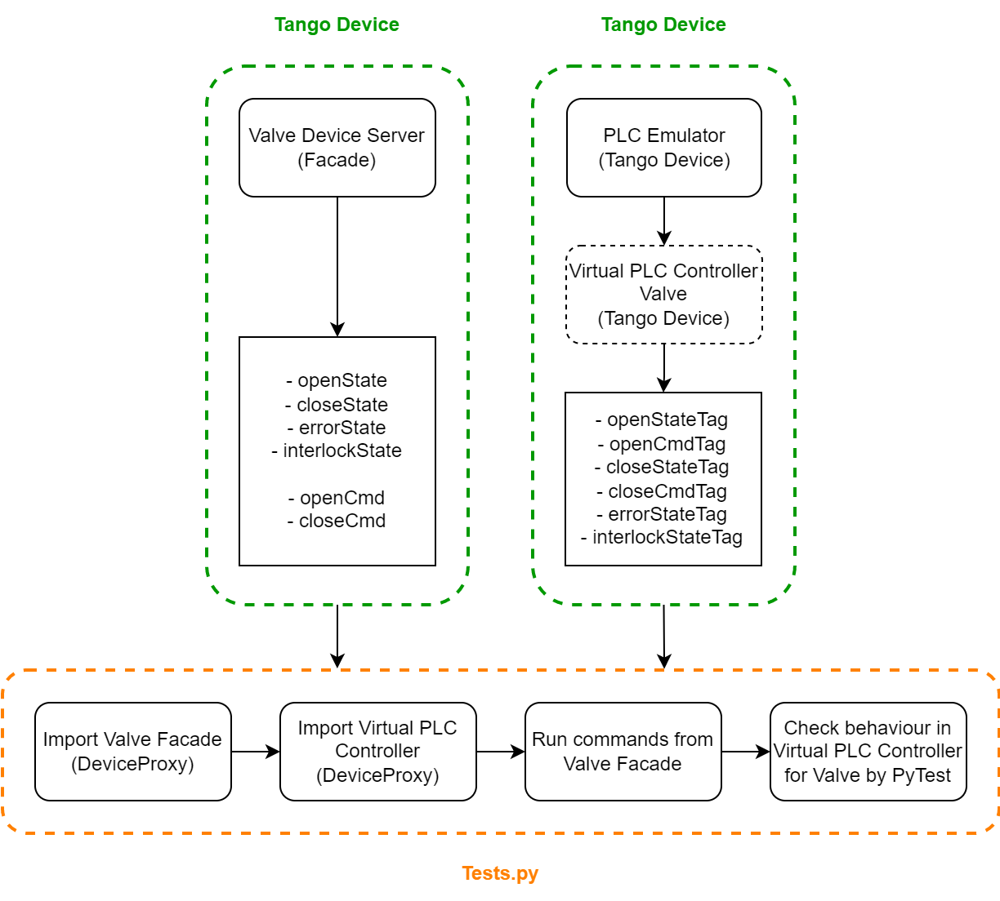 Tango Device
Tango Device
Valve Device Server
(Facade)
- openState
- closeState
- errorState
- interlockState
- openCmd
- closeCmd
PLC Emulator
(Tango Device)
Virtual PLC Controller
Valve
(Tango Device)
- openStateTag
- openCmdTag
- closeStateTag
- closeCmdTag
- errorStateTag
- interlockStateTag
Import Valve Facade
(DeviceProxy)
Import Virtual PLC
Controller
(DeviceProxy)
Run commands from
Valve Facade
Check behaviour in
Virtual PLC Controller
for Valve by PyTest
Tests.py